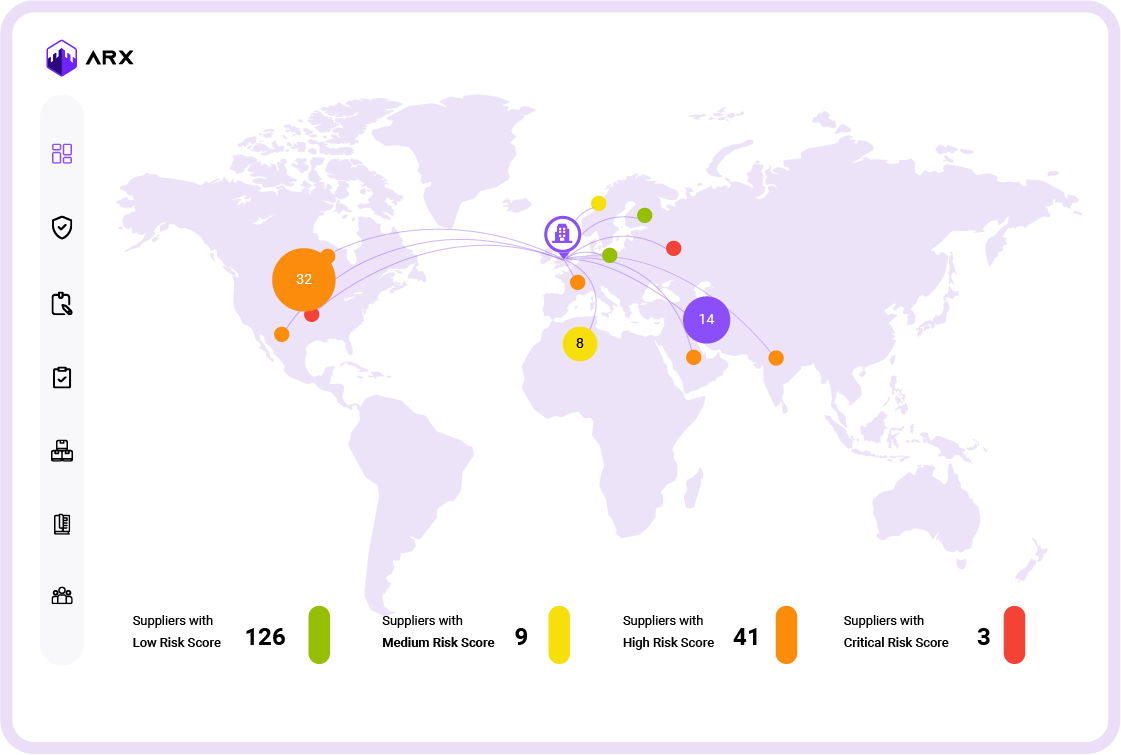 ARX
32
14
8
Suppliers with
Low Risk Score
126
Suppliers with
Medium Risk Score
9
Suppliers with
High Risk Score
41
Suppliers with
Critical Risk Score
3